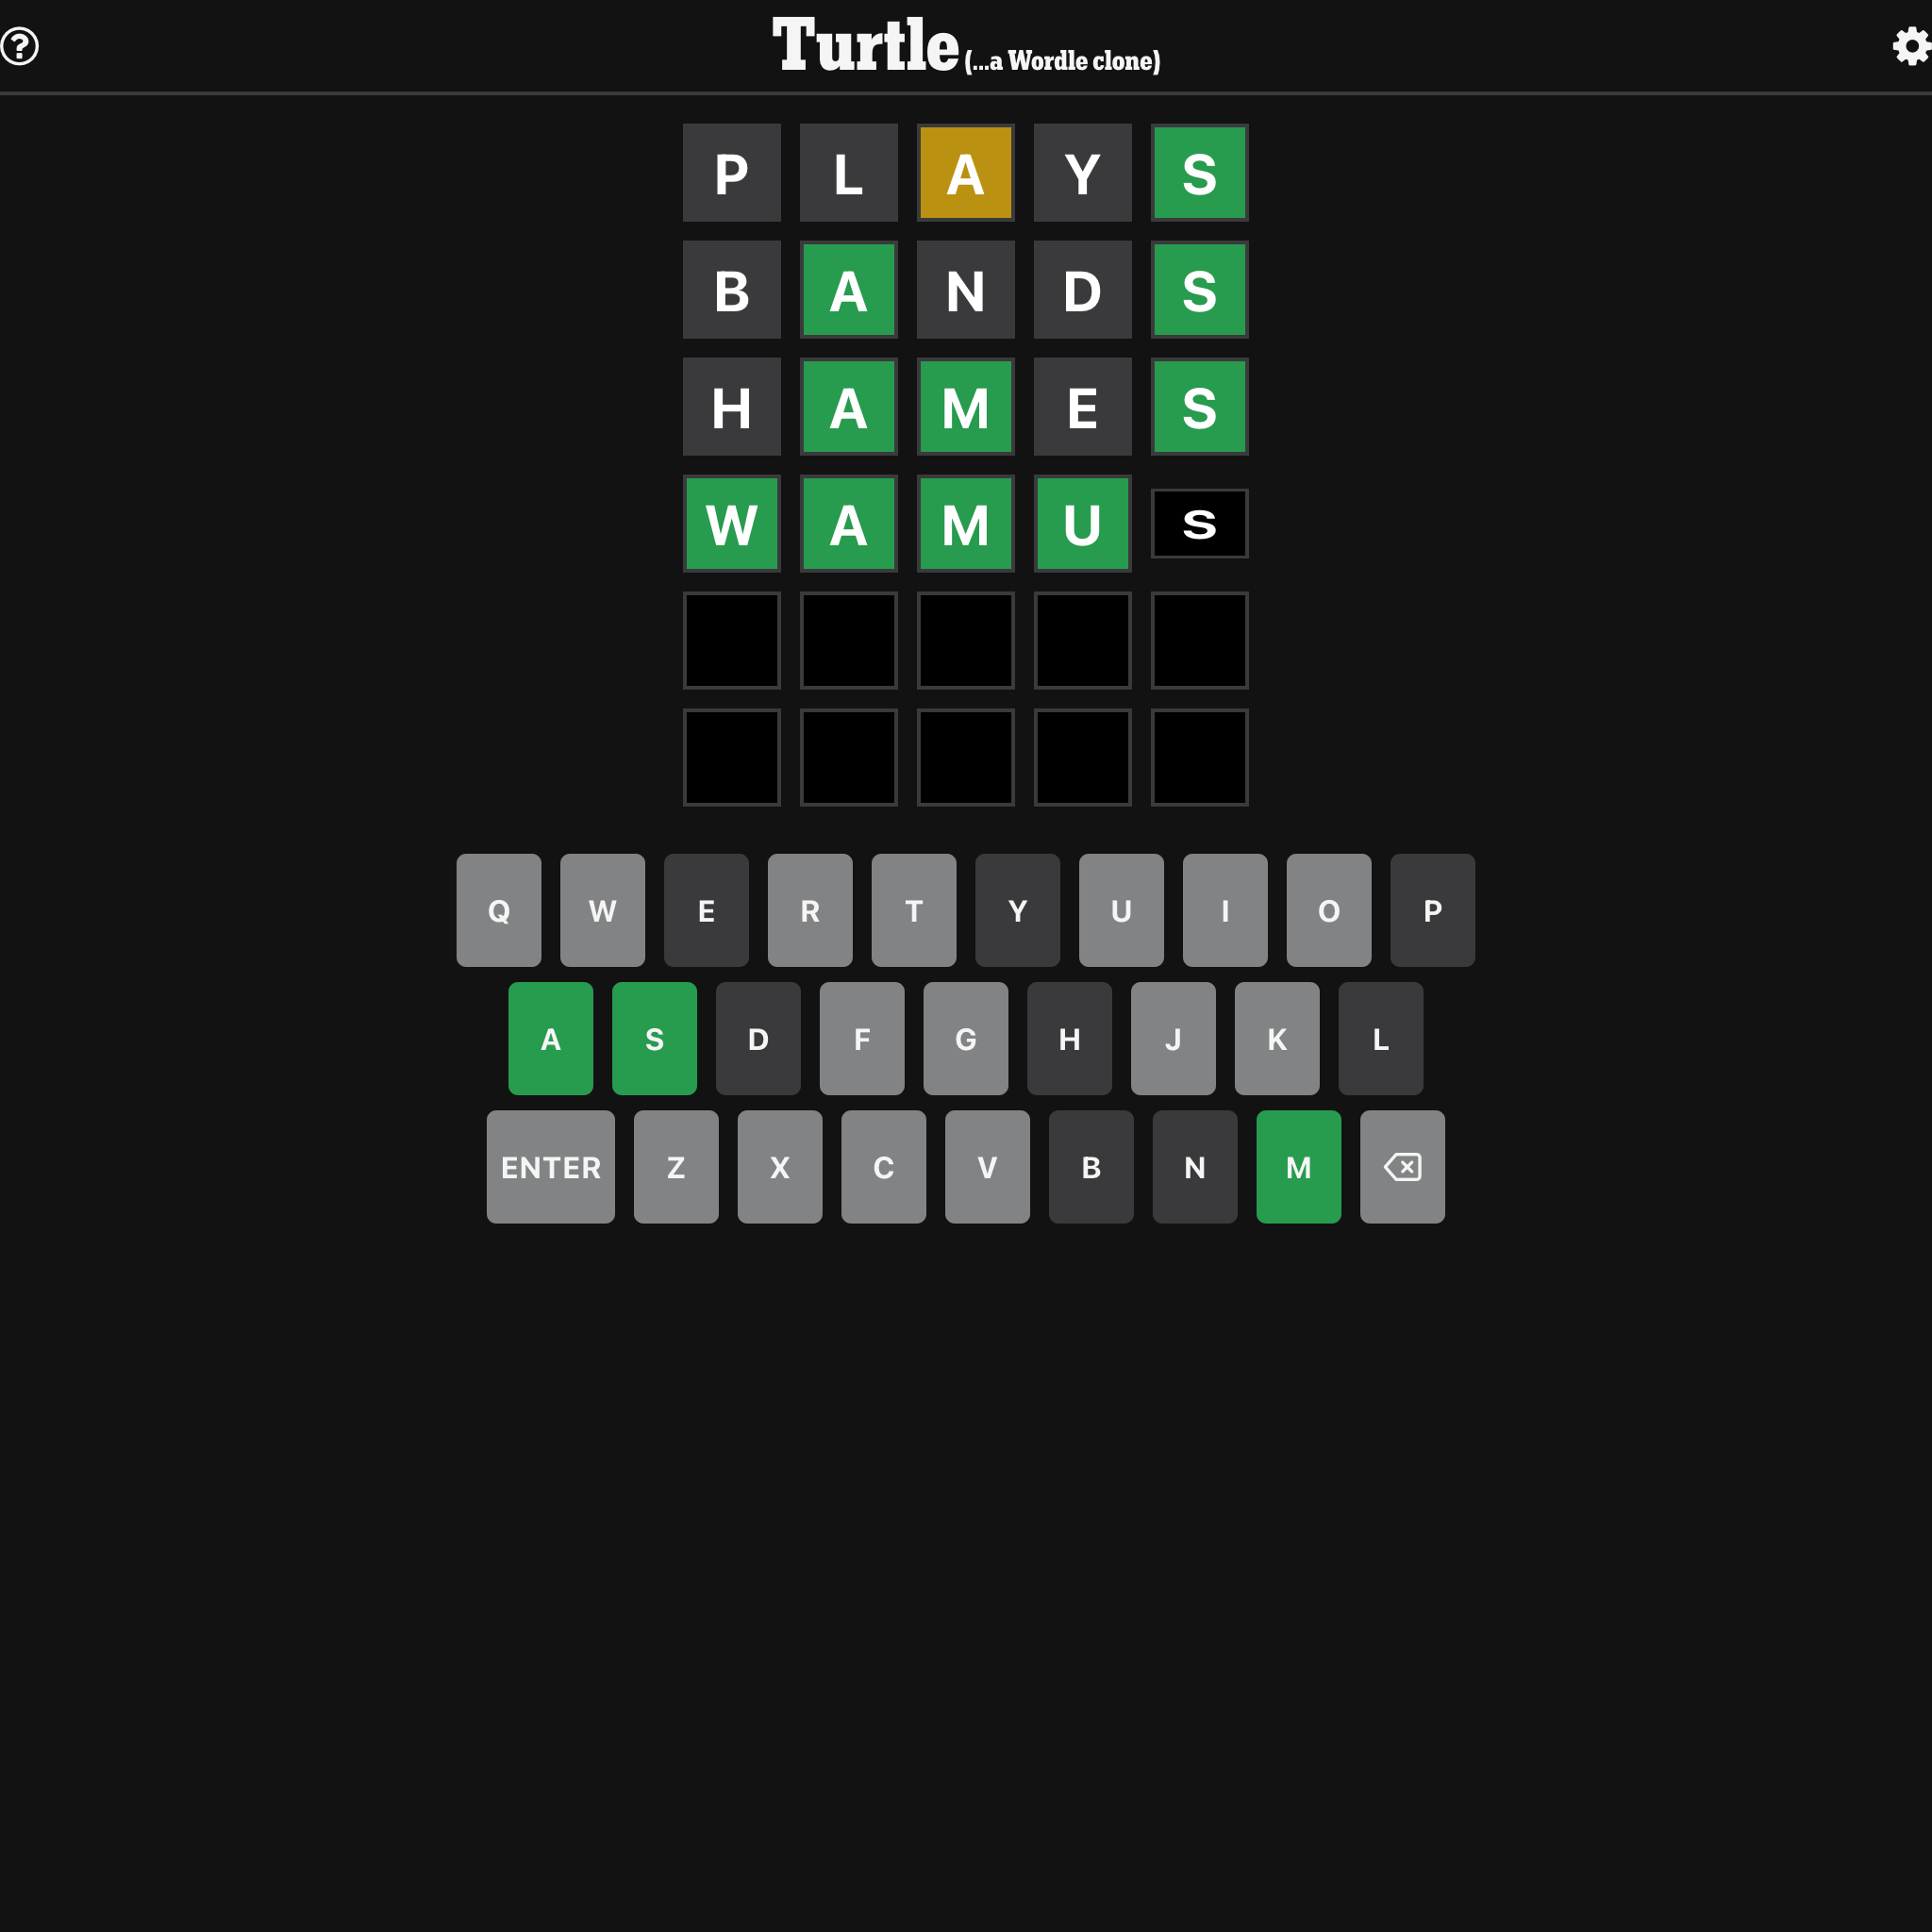 Turtle (...a Wordle clone)
P L A Y S
B A N D S
H A M E S
W A M U S
Q W E R T Y U I O P
A S D F G H J K L
ENTER Z X C V B N M